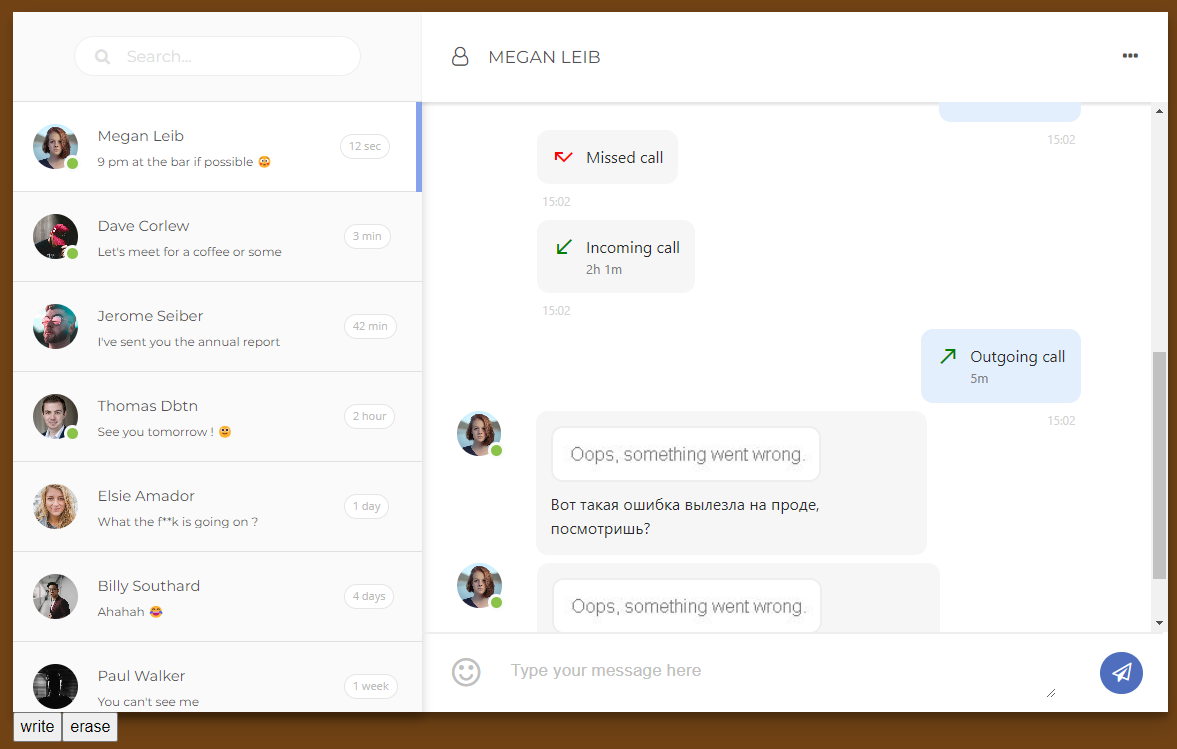 Search...
Megan Leib
9 pm at the bar if possible 😳
12 sec
Dave Corlew
Let's meet for a coffee or some
3 min
Jerome Seiber
I've sent you the annual report
42 min
Thomas Dbtn
See you tomorrow ! 🙂
2 hour
Elsie Amador
What the f**k is going on ?
1 day
Billy Southard
Ahahah 😂
4 days
Paul Walker
You can't see me
1 week
write erase
MEGAN LEIB
15:02
Missed call
15:02
Incoming call
2h 1m
15:02
Outgoing call
5m
15:02
Oops, something went wrong.
Вот такая ошибка вылезла на проде,
посмотришь?
Oops, something went wrong.
Type your message here